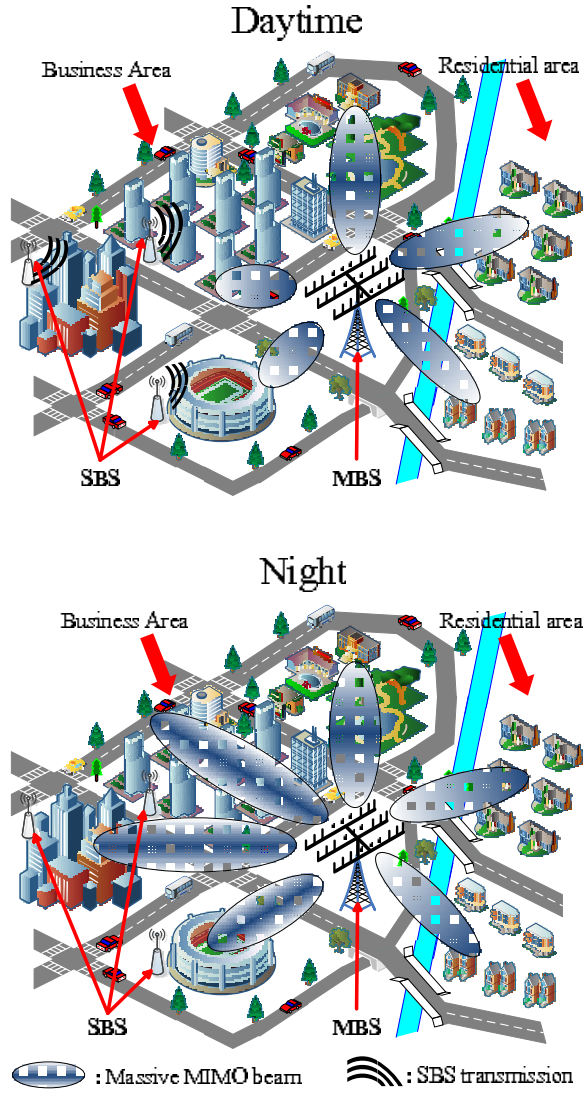 Daytime
Business Area
Residential area
SBS
MBS
Night
Business Area
Residential area
SBS
MBS
: Massive MIMO beam
: SBS transmission